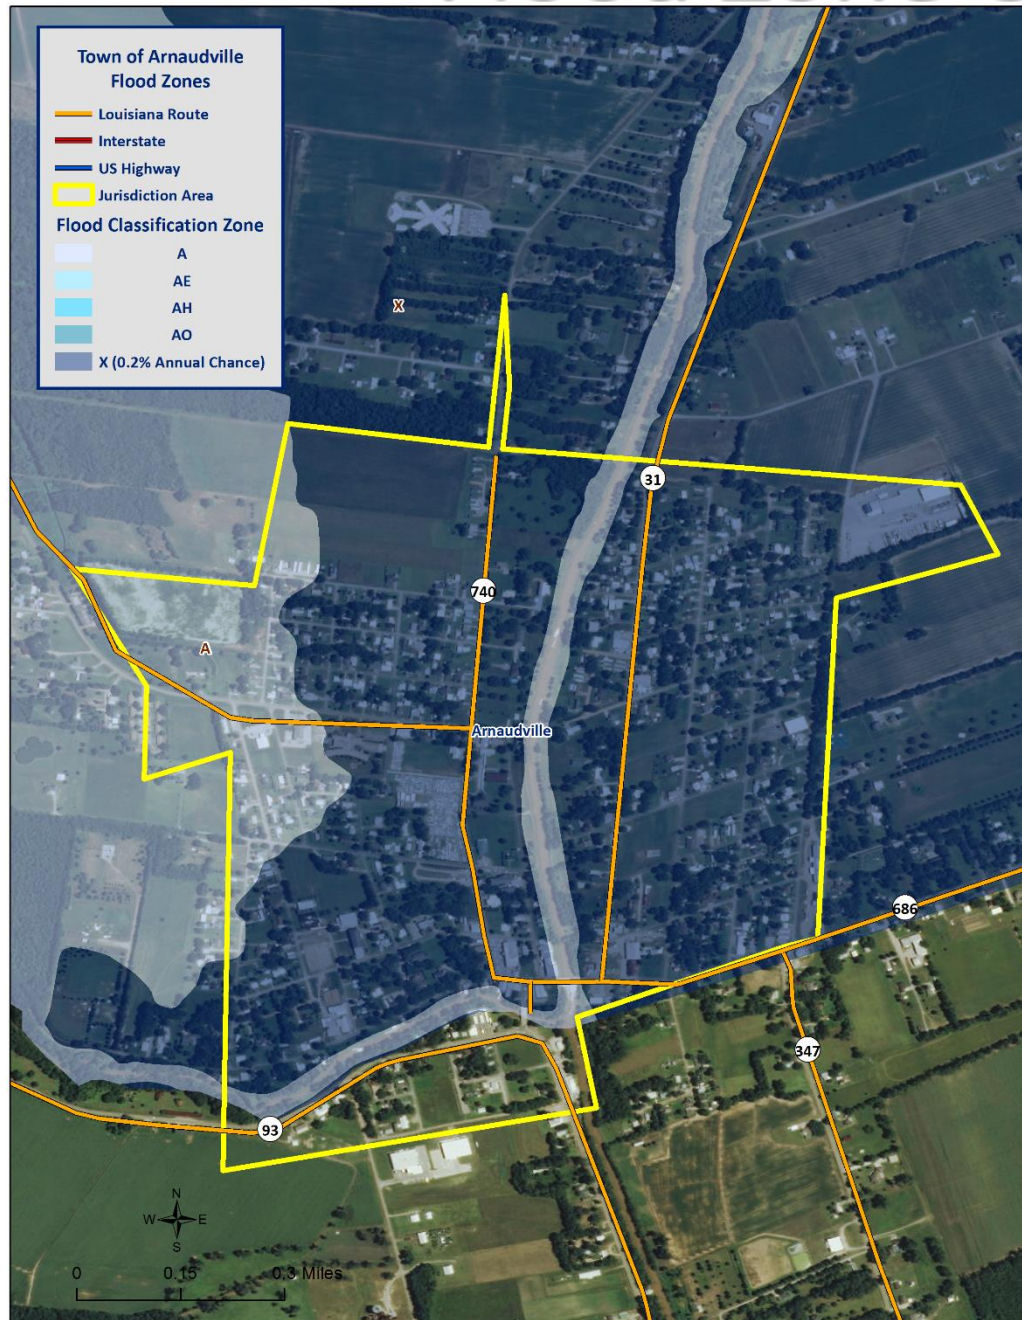 Town of Arnaudville
Flood Zones
Louisiana Route
Interstate
US Highway
Jurisdiction Area
Flood Classification Zone
A
AE
AH
AO
X (0.2% Annual Chance)
X
31
740
A
Arnaudville
686
347
93
N
W E
S
0 0.15 0.3 Miles